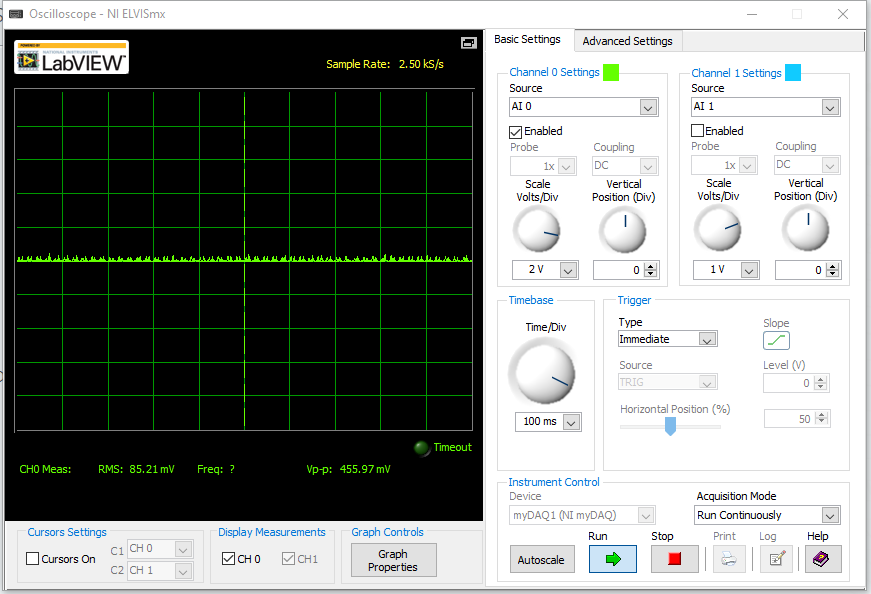 Oscilloscope - NI ELVISmx
POWERED BY
NATIONAL INSTRUMENTS
LabVIEW™
Sample Rate: 2.50 kS/s
Timeout
CH0 Meas: RMS: 85.21 mV Freq: ? Vp-p: 455.97 mV
Cursors Settings
Cursors On
C1 CH 0
C2 CH 1
Display Measurements
CH 0 CH1
Graph Controls
Graph
Properties
Basic Settings Advanced Settings
Channel 0 Settings
Source
AI 0
Enabled
Probe Coupling
1x DC
Scale Vertical
Volts/Div Position (Div)
2 V 0
Channel 1 Settings
Source
AI 1
Enabled
Probe Coupling
1x DC
Scale Vertical
Volts/Div Position (Div)
1 V 0
Timebase
Time/Div
100 ms
Trigger
Type Slope
Immediate
Source Level (V)
TRIG 0
Horizontal Position (%)
50
Instrument Control
Device Acquisition Mode
myDAQ1 (NI myDAQ) Run Continuously
Run Stop Print Log Help
Autoscale